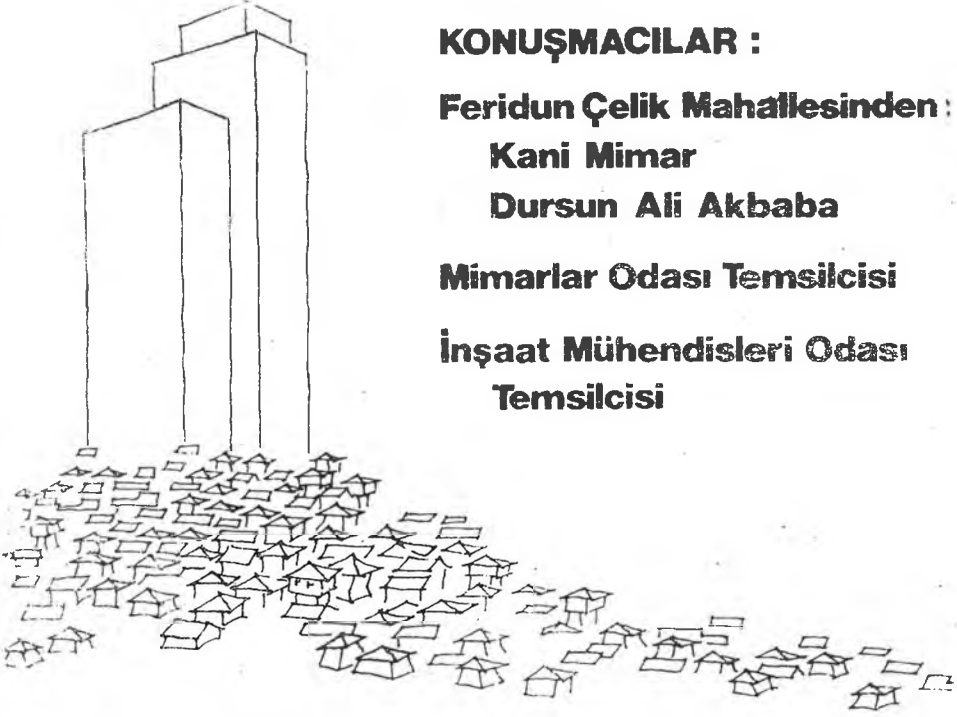 KONUŞMACILAR :
Feridun Çelik Mahallesinden :
Kani Mimar
Dursun Ali Akbaba
Mimarlar Odası Temsilcisi
İnşaat Mühendisleri Odası
Temsilcisi